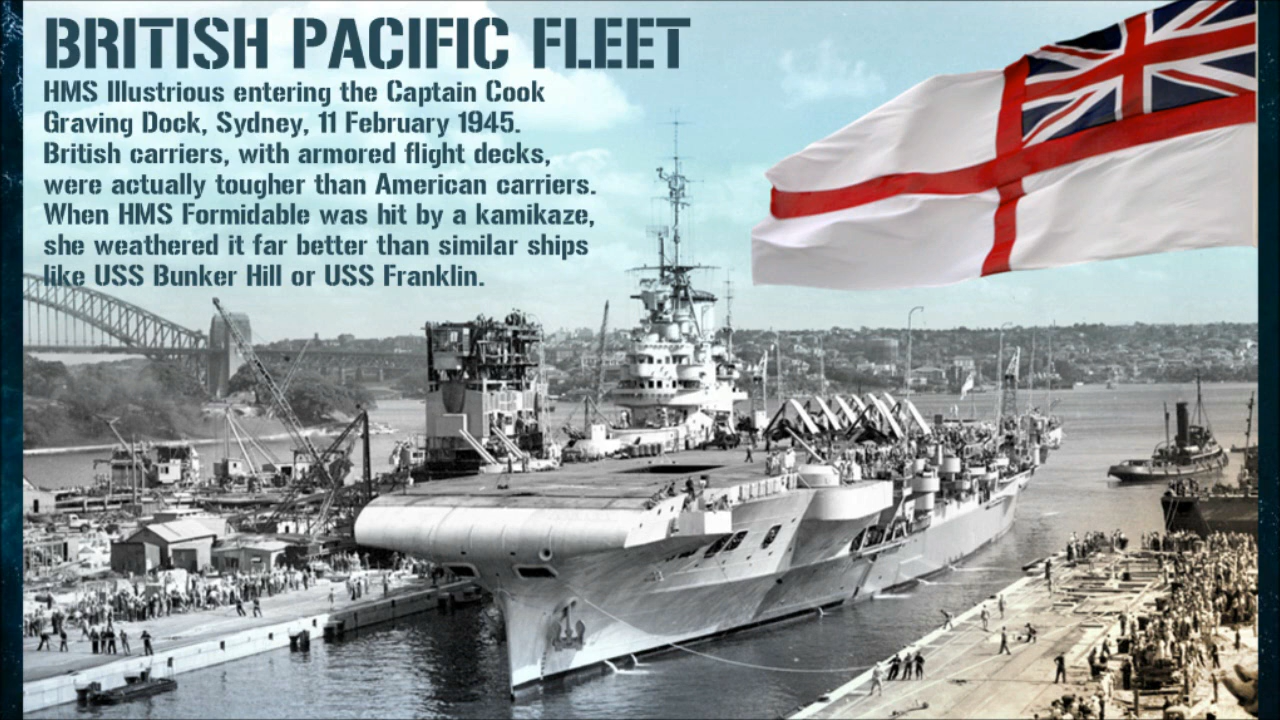 BRITISH PACIFIC FLEET
HMS Illustrious entering the Captain Cook
Graving Dock, Sydney, 11 February 1945.
British carriers, with armored flight decks,
were actually tougher than American carriers.
When HMS Formidable was hit by a kamikaze,
she weathered it far better than similar ships
like USS Bunker Hill or USS Franklin.